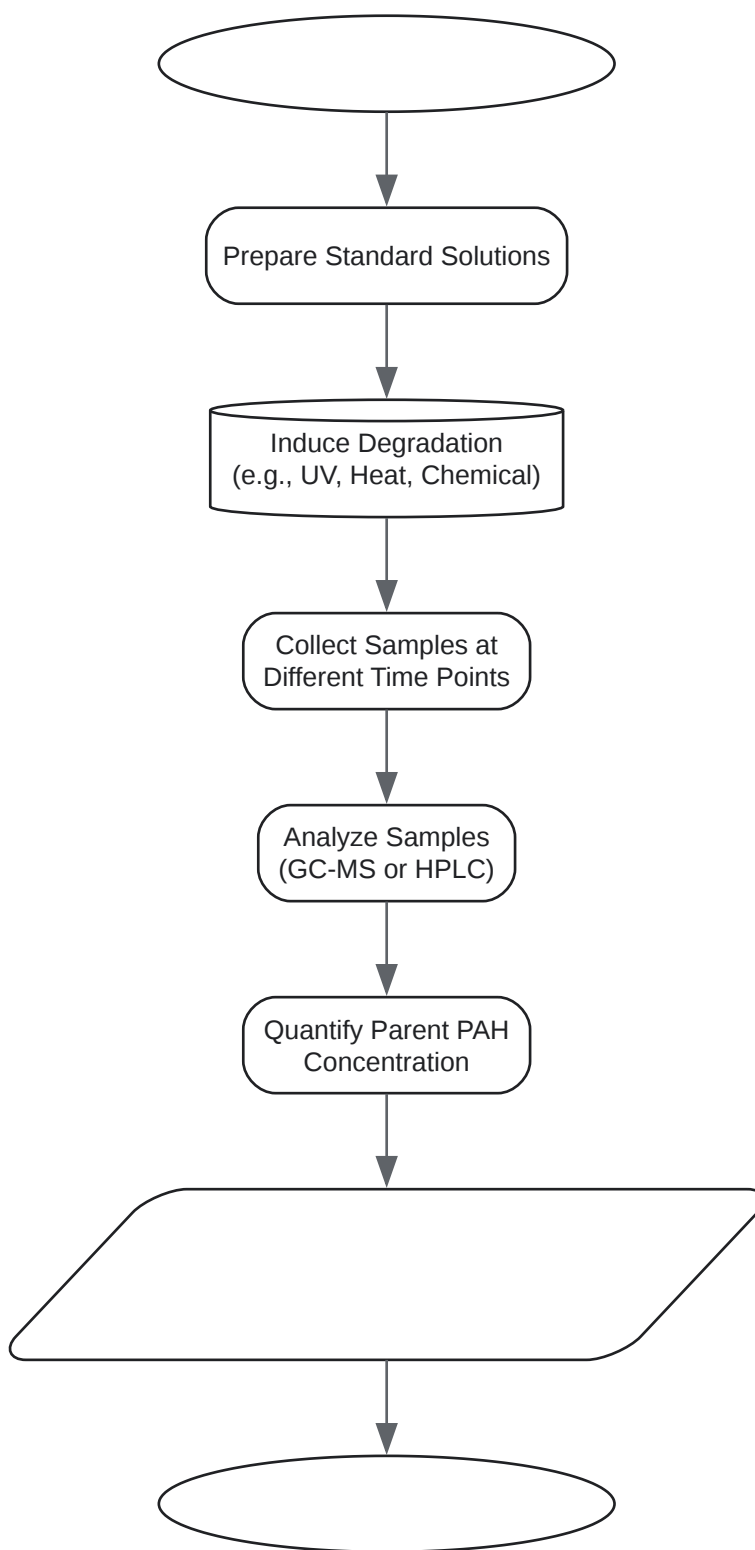 Prepare Standard Solutions
Induce Degradation
(e.g., UV, Heat, Chemical)
Collect Samples at
Different Time Points
Analyze Samples
(GC-MS or HPLC)
Quantify Parent PAH
Concentration